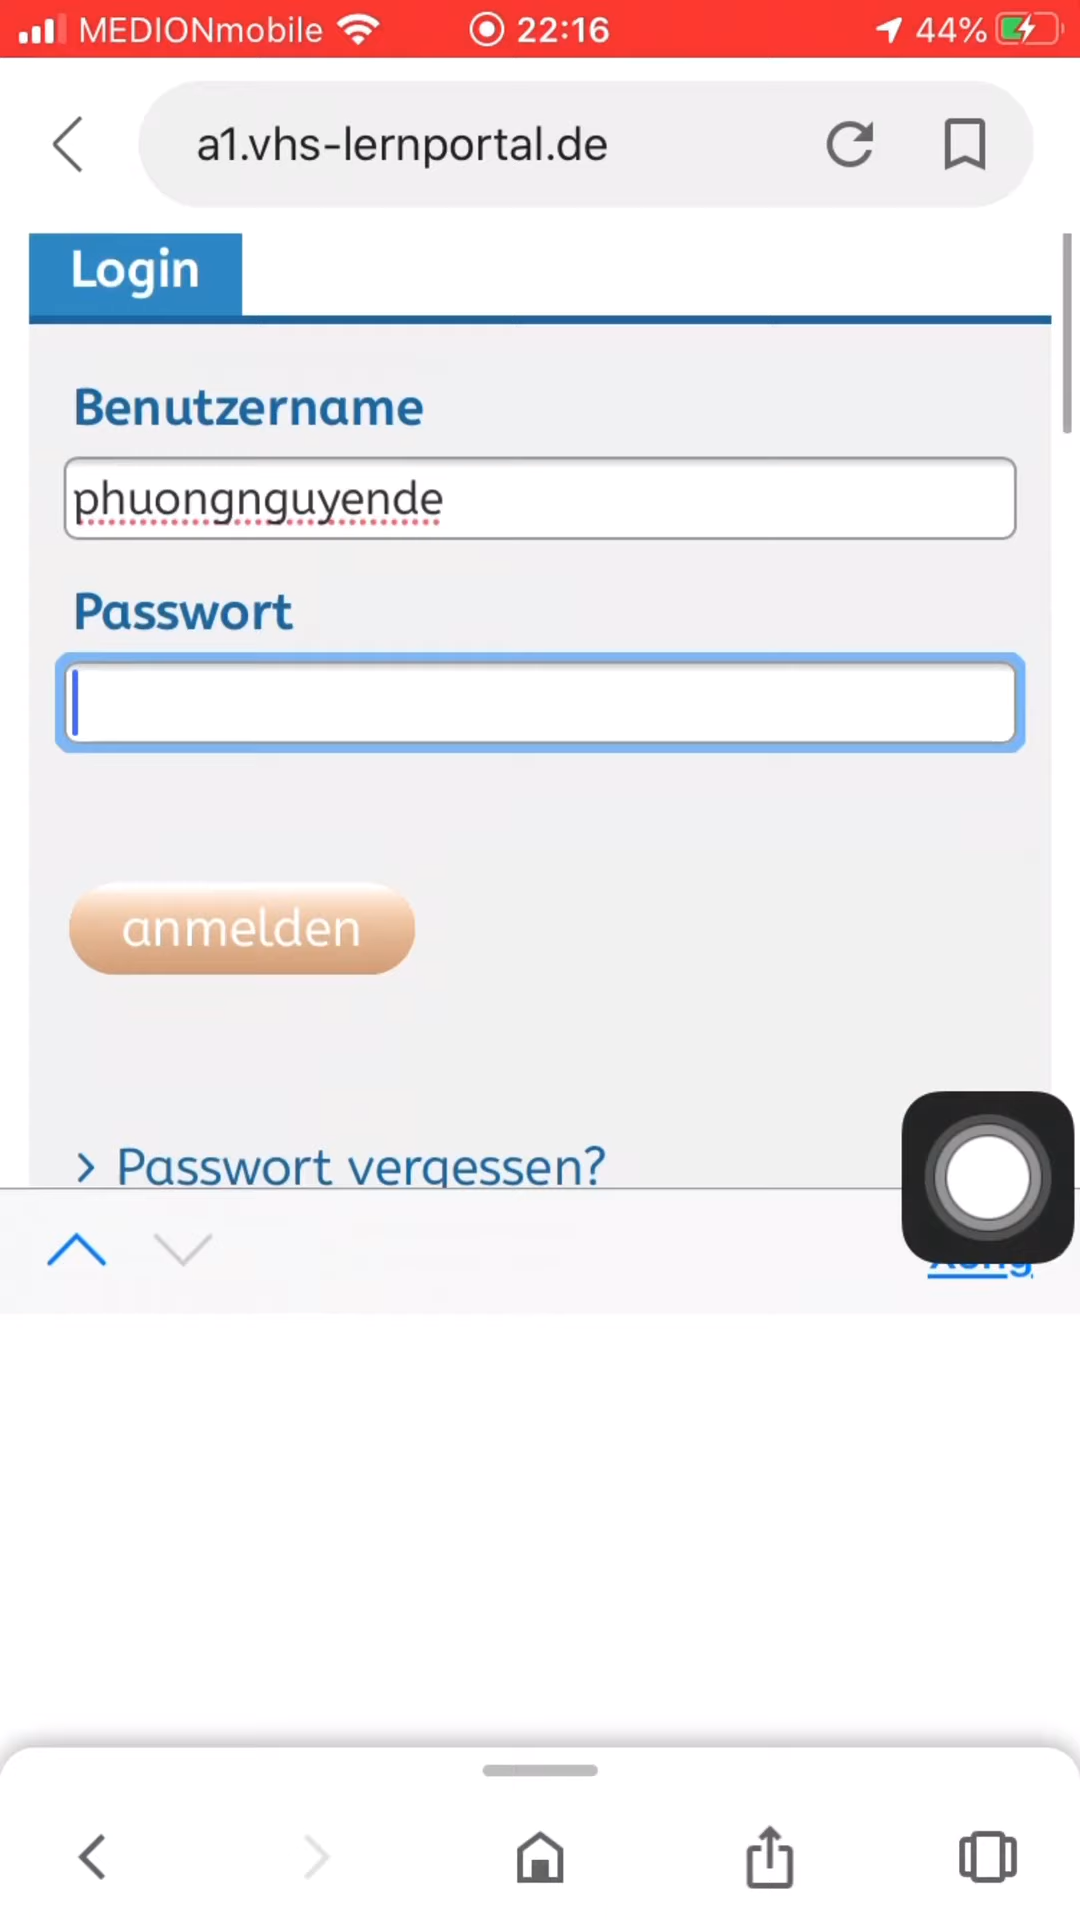 MEDIONmobile 22:16 44%
a1.vhs-lernportal.de
Login
Benutzername
phuongnguyende
Passwort
anmelden
> Passwort vergessen?